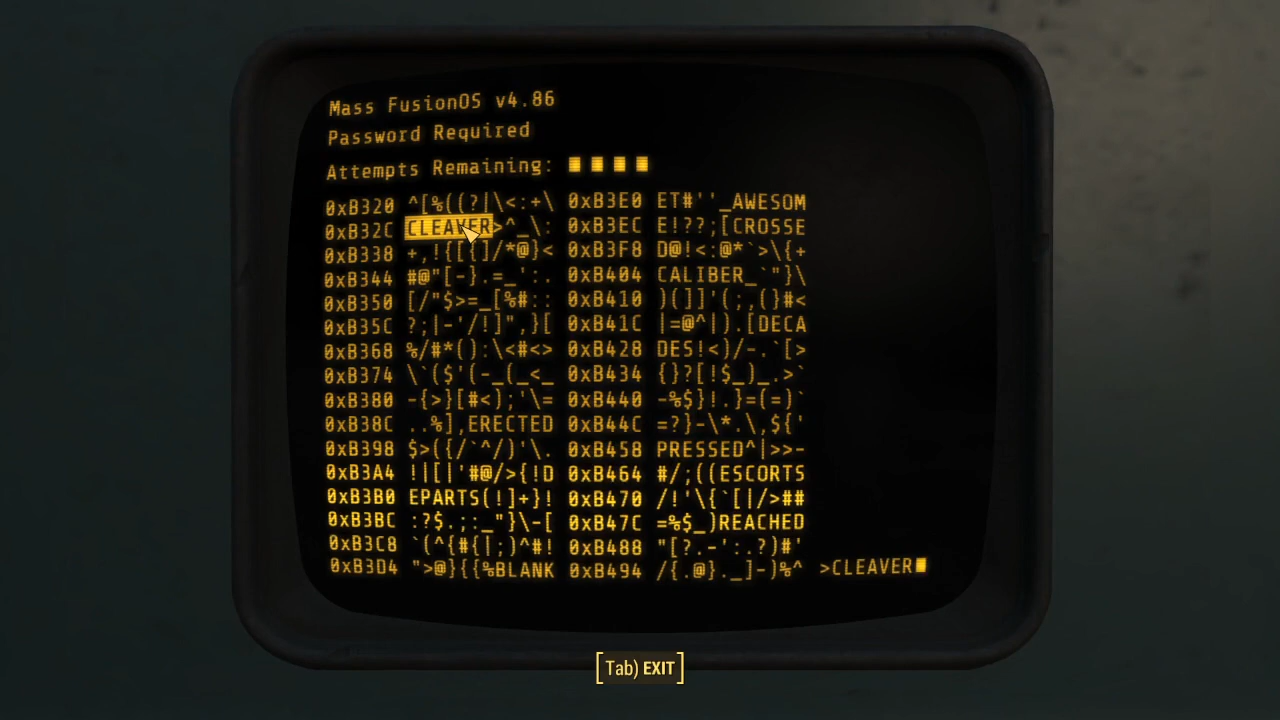 Mass FusionOS v4.86
Password Required
Attempts Remaining: ■ ■ ■ ■
0xB320 ^[%((?|\<:+\ 0xB3E0 ET#''_AWESOM
0xB32C CLEAVER>^_\: 0xB3EC E!??;[CROSSE
0xB338 +,!{[{]/*@}< 0xB3F8 D@!<:@*`>\{+
0xB344 #@"[-}.=_':. 0xB404 CALIBER_`"}\
0xB350 [/"$>=_[%#:: 0xB410 )(]]'(;,(}#<
0xB35C ?;|-'/!]",}[ 0xB41C |=@^|).[DECA
0xB368 %/#*():\<#<> 0xB428 DES!<)/-.`[>
0xB374 \`($'(-_(_<_ 0xB434 {}?[!$_)_.>`
0xB380 -{>}[#<);'\= 0xB440 -%$}!.}=(=)`
0xB38C ..%],ERECTED 0xB44C =?}-\*.\,${'
0xB398 $>({/`^/)'\. 0xB458 PRESSED^|>>-
0xB3A4 !|[|'#@/>{!D 0xB464 #/;((ESCORTS
0xB3B0 EPARTS(!]+}! 0xB470 /!'\{`[|/>##
0xB3BC :?$.;:_"}\-[ 0xB47C =%$_)REACHED
0xB3C8 `(^{#{|;)^#! 0xB488 "[?.-':.?)#'
0xB3D4 ">@}{{%BLANK 0xB494 /{.@}._]-)%^ >CLEAVER■
[Tab) EXIT]